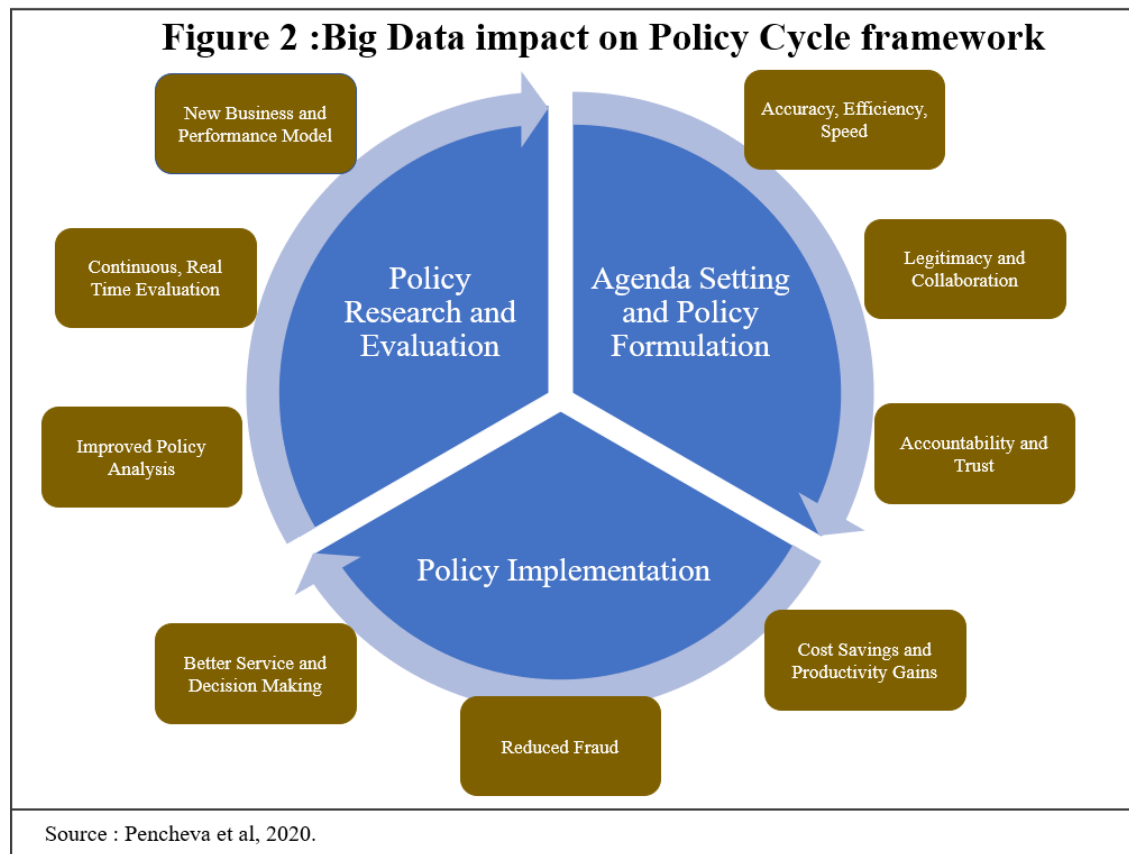 Figure 2 :Big Data impact on Policy Cycle framework
New Business and
Performance Model
Accuracy, Efficiency,
Speed
Continuous, Real
Time Evaluation
Legitimacy and
Collaboration
Policy
Research and
Evaluation
Agenda Setting
and Policy
Formulation
Improved Policy
Analysis
Accountability and
Trust
Policy Implementation
Better Service and
Decision Making
Cost Savings and
Productivity Gains
Reduced Fraud
Source : Pencheva et al, 2020.